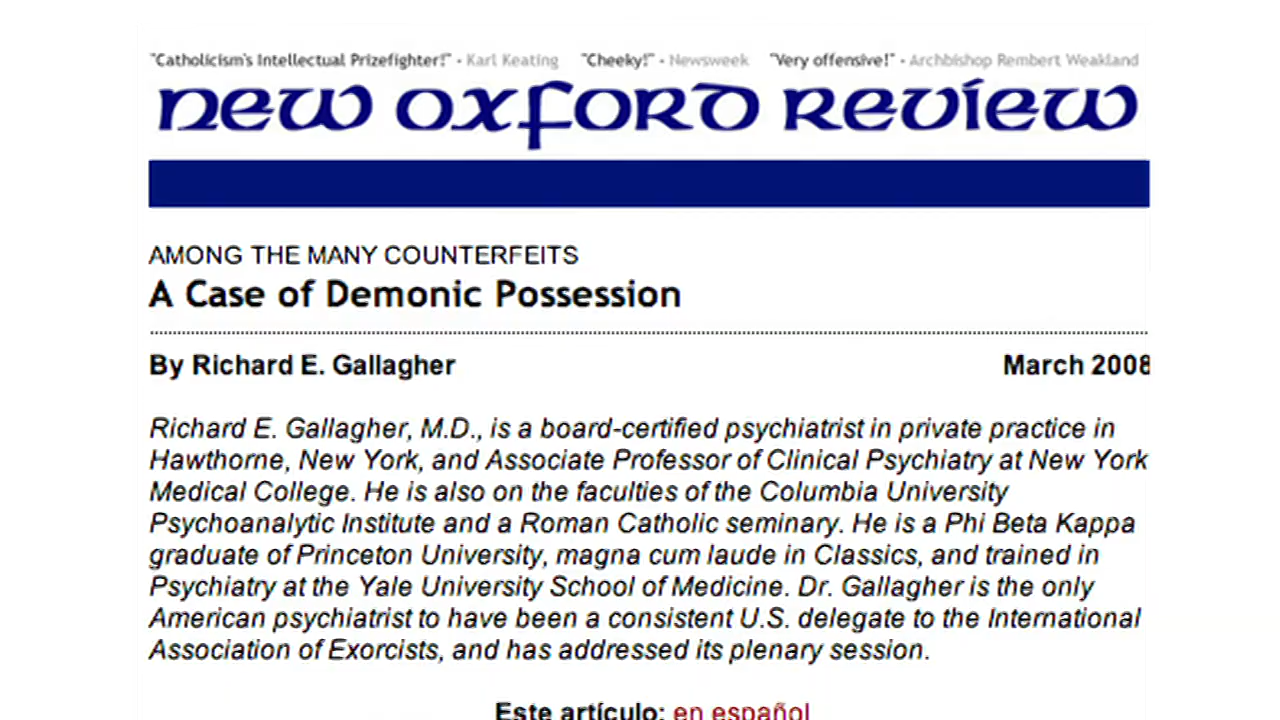 "Catholicism's Intellectual Prizefighter!" - Karl Keating "Cheeky!" - Newsweek "Very offensive!" - Archbishop Rembert Weakland
New Oxford Review
AMONG THE MANY COUNTERFEITS
A Case of Demonic Possession
By Richard E. Gallagher March 2008
Richard E. Gallagher, M.D., is a board-certified psychiatrist in private practice in
Hawthorne, New York, and Associate Professor of Clinical Psychiatry at New York
Medical College. He is also on the faculties of the Columbia University
Psychoanalytic Institute and a Roman Catholic seminary. He is a Phi Beta Kappa
graduate of Princeton University, magna cum laude in Classics, and trained in
Psychiatry at the Yale University School of Medicine. Dr. Gallagher is the only
American psychiatrist to have been a consistent U.S. delegate to the International
Association of Exorcists, and has addressed its plenary session.
Este artículo: en español